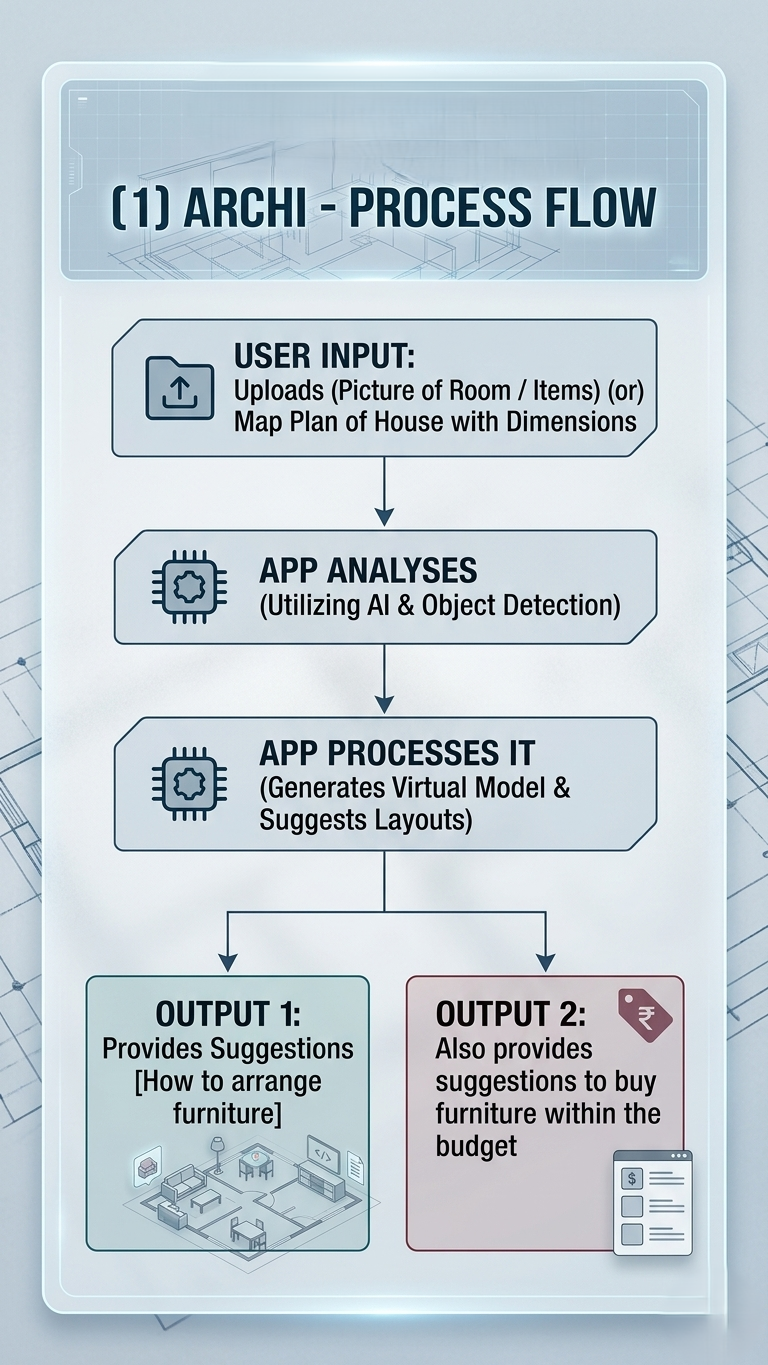 (1) ARCHI - PROCESS FLOW
USER INPUT:
Uploads (Picture of Room / Items) (or)
Map Plan of House with Dimensions
APP ANALYSES
(Utilizing AI & Object Detection)
APP PROCESSES IT
(Generates Virtual Model &
Suggests Layouts)
OUTPUT 1:
Provides Suggestions
[How to arrange
furniture]
</>
OUTPUT 2:
₹
Also provides
suggestions to buy
furniture within the
budget
$